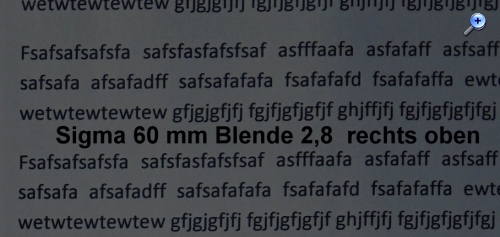 wetwtewtewtew gfjgjgfjfj fgjfjgfjgfjf ghjffjfj fgjfjgfjgfjfgj
Fsafsafsafsfa safsfasfafsfsaf asfffaafa asfafaff asfsaff
safsafa afsafadff safsafafafa fsafafafd fsafafaffa ewte
wetwtewtewtew gfjgjgfjfj fgjfjgfjgfjf ghjffjfj fgjfjgfjgfjfgj
Sigma 60 mm Blende 2,8 rechts oben
Fsafsafsafsfa safsfasfafsfsaf asfffaafa asfafaff asfsaff
safsafa afsafadff safsafafafa fsafafafd fsafafaffa ewte
wetwtewtewtew gfjgjgfjfj fgjfjgfjgfjf ghjffjfj fgjfjgfjgfjfgj